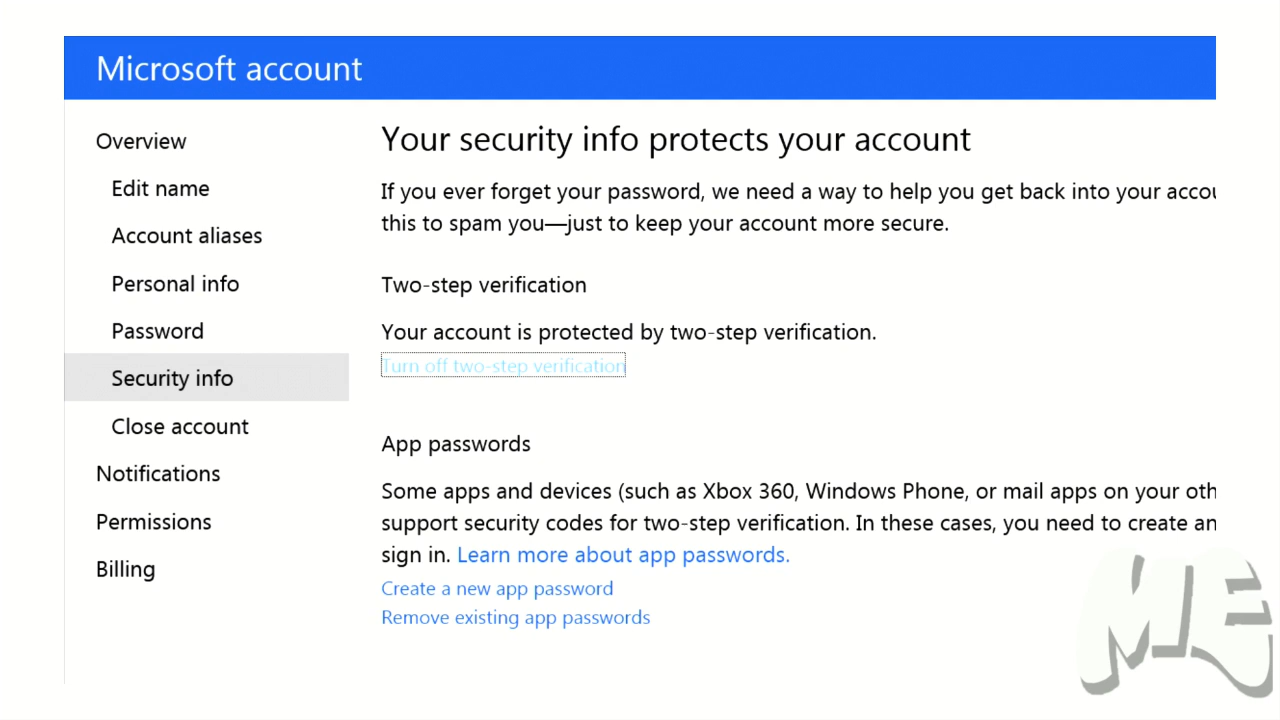 Microsoft account
Overview
Edit name
Account aliases
Personal info
Password
Security info
Close account
Notifications
Permissions
Billing
Your security info protects your account
If you ever forget your password, we need a way to help you get back into your accou
this to spam you—just to keep your account more secure.
Two-step verification
Your account is protected by two-step verification.
Turn off two-step verification
App passwords
Some apps and devices (such as Xbox 360, Windows Phone, or mail apps on your oth
support security codes for two-step verification. In these cases, you need to create an
sign in. Learn more about app passwords.
Create a new app password
Remove existing app passwords
ME